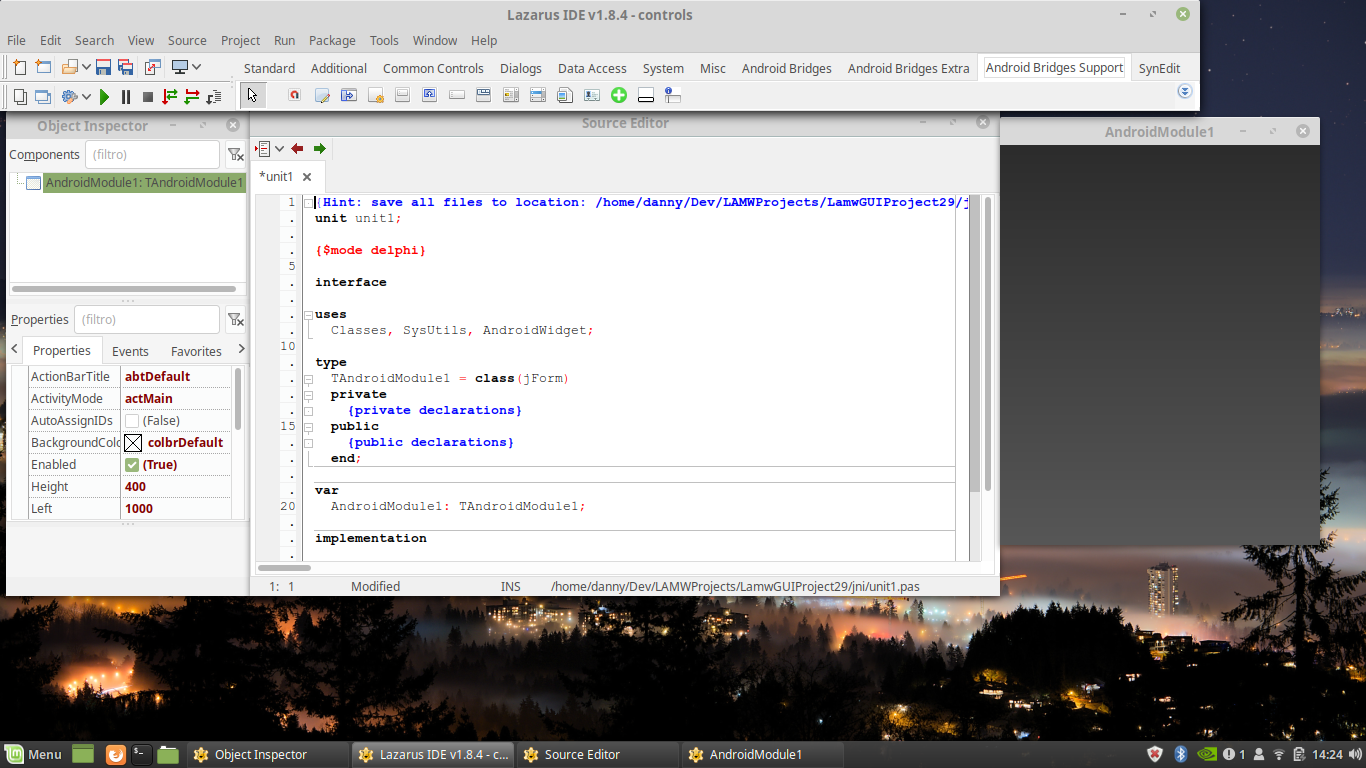 Lazarus IDE v1.8.4 - controls
File Edit Search View Source Project Run Package Tools Window Help
Standard Additional Common Controls Dialogs Data Access System Misc Android Bridges Android Bridges Extra Android Bridges Support SynEdit
Object Inspector
Components (filtro)
AndroidModule1: TAndroidModule1
Properties (filtro)
Properties Events Favorites
ActionBarTitle abtDefault
ActivityMode actMain
AutoAssignIDs (False)
BackgroundColo colbrDefault
Enabled (True)
Height 400
Left 1000
Source Editor
*unit1
1 {Hint: save all files to location: /home/danny/Dev/LAMWProjects/LamwGUIProject29/j
. unit unit1;
.
. {$mode delphi}
5
. interface
.
. uses
. Classes, SysUtils, AndroidWidget;
10
. type
. TAndroidModule1 = class(jForm)
. private
. {private declarations}
15 public
. {public declarations}
. end;
.
. var
20 AndroidModule1: TAndroidModule1;
.
. implementation
.
1: 1 Modified INS /home/danny/Dev/LAMWProjects/LamwGUIProject29/jni/unit1.pas
AndroidModule1
Menu Object Inspector Lazarus IDE v1.8.4 - c... Source Editor AndroidModule1 1 14:24